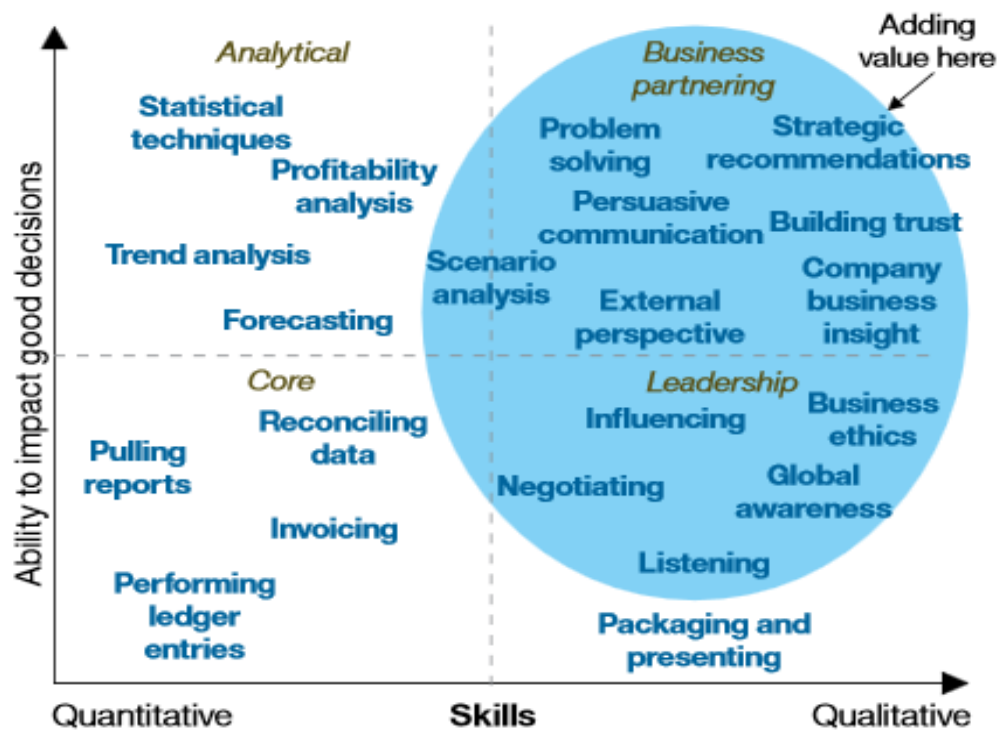 Adding
value here
Analytical
Business
partnering
Statistical
techniques
Problem
solving
Strategic
recommendations
Profitability
analysis
Persuasive
communication
Building trust
Trend analysis
Scenario
analysis
Company
business
insight
External
perspective
Forecasting
Core
Leadership
Reconciling
data
Influencing
Business
ethics
Pulling
reports
Negotiating
Global
awareness
Invoicing
Listening
Performing
ledger
entries
Packaging and
presenting
Ability to impact good decisions
Quantitative
Skills
Qualitative